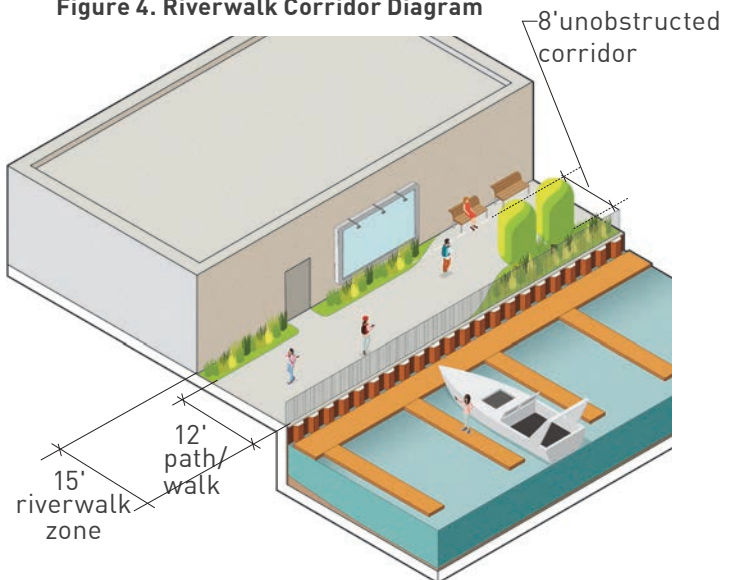 Figure 4. Riverwalk Corridor Diagram
8'unobstructed
corridor
12'
path/
walk
15'
riverwalk
zone